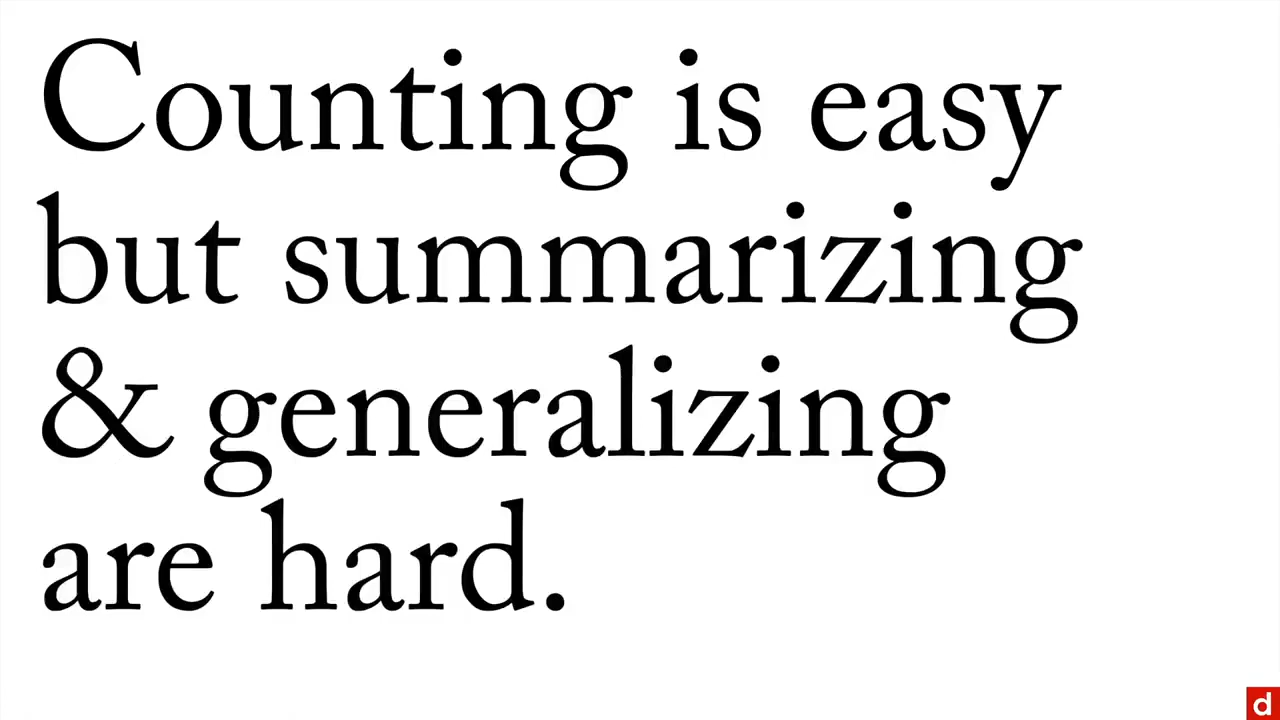 Counting is easy
but summarizing
& generalizing
are hard.
d